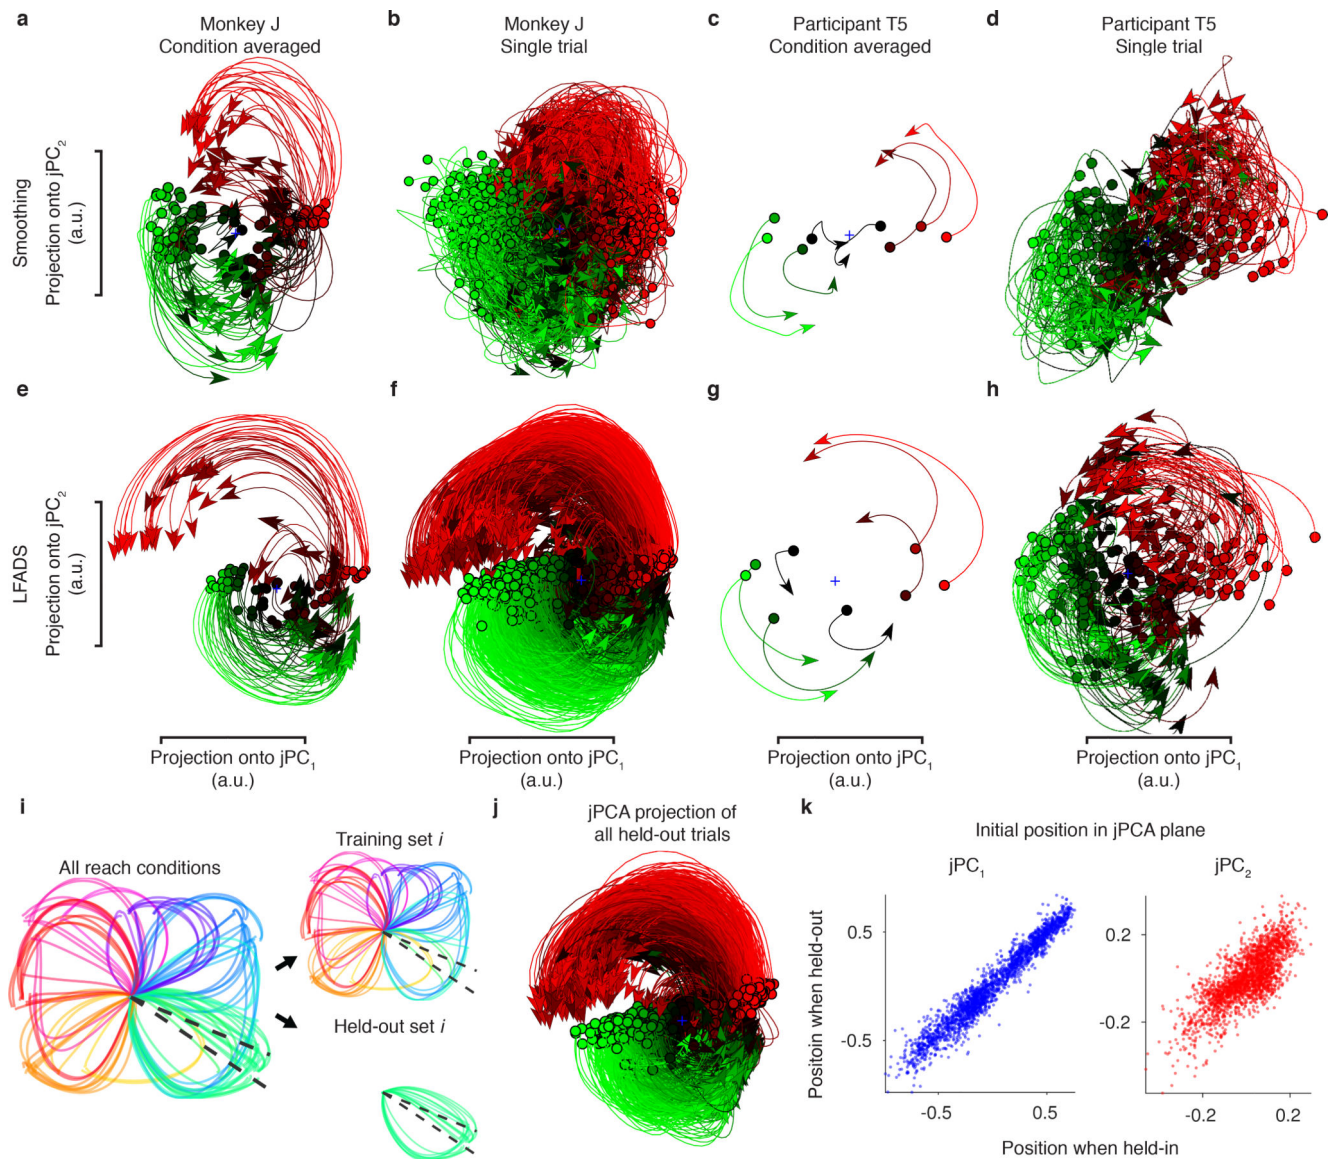 a
Monkey J
Condition averaged
b
Monkey J
Single trial
c
Participant T5
Condition averaged
d
Participant T5
Single trial
Smoothing
Projection onto jPC2
(a.u.)
e
f
g
h
LFADS
Projection onto jPC2
(a.u.)
Projection onto jPC1
(a.u.)
Projection onto jPC1
(a.u.)
Projection onto jPC1
(a.u.)
Projection onto jPC1
(a.u.)
i
All reach conditions
Training set i
Held-out set i
j
jPCA projection of
all held-out trials
k
Initial position in jPCA plane
jPC1
jPC2
Positoin when held-out
0.5
-0.5
-0.5
0.5
0.2
-0.2
-0.2
0.2
Position when held-in